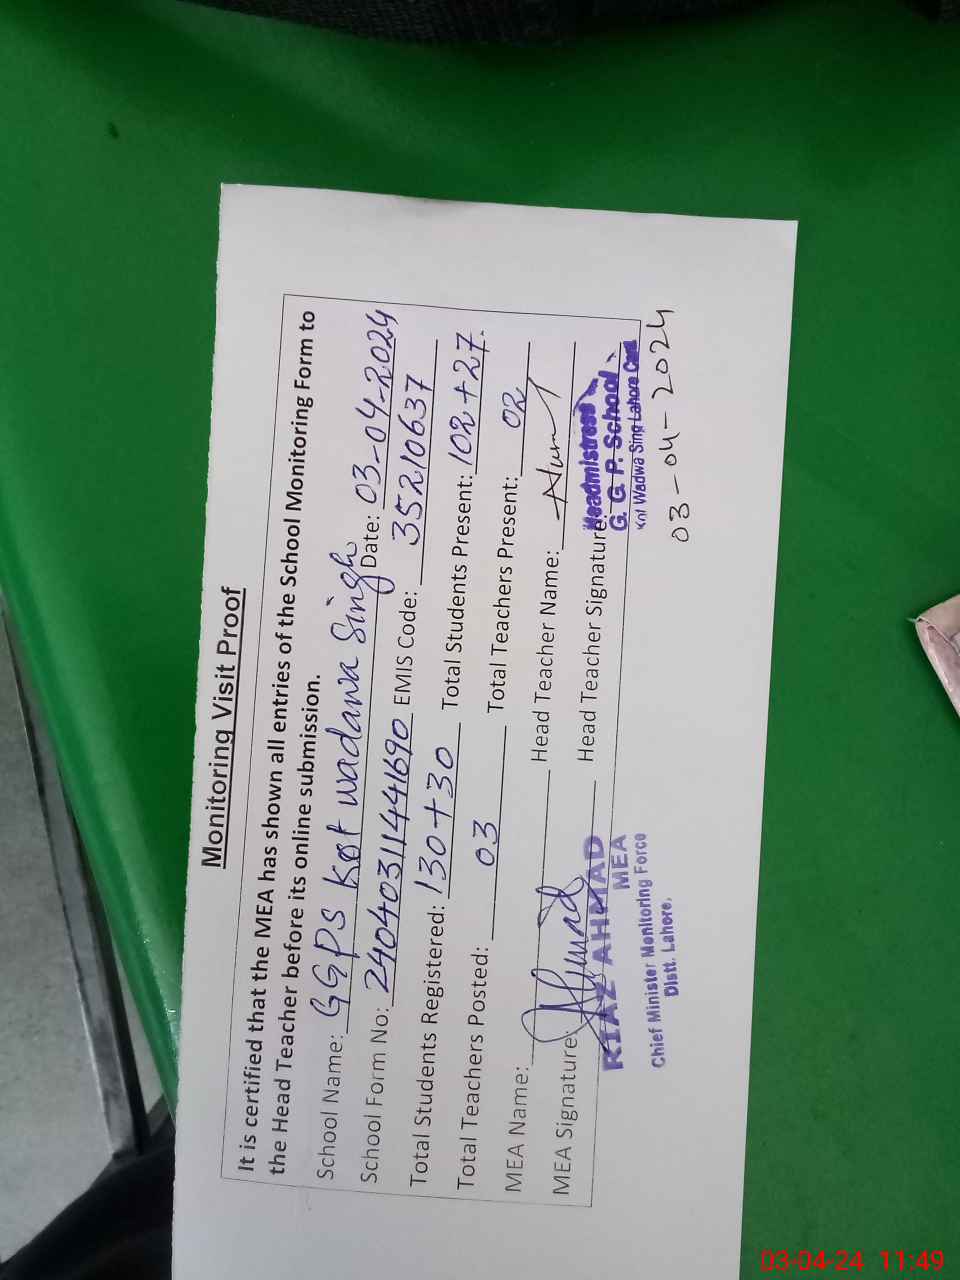 Monitoring Visit Proof
It is certified that the MEA has shown all entries of the School Monitoring Form to
the Head Teacher before its online submission.
School Name: GGPS Kot wadawa Singh Date: 03-04-2024
School Form No: 24040311441690 EMIS Code: 35210637
Total Students Registered: 130+30 Total Students Present: 102+27.
Total Teachers Posted: 03 Total Teachers Present: 02
MEA Name: Head Teacher Name:
MEA Signature: Head Teacher Signature:
RIAZ AHMAD
MEA
Chief Minister Monitoring Force
Distt. Lahore.
Headmistress
G. G. P. School
Kot Wadwa Sing Lahore Cantt
03-04-2024
03-04-24 11:49